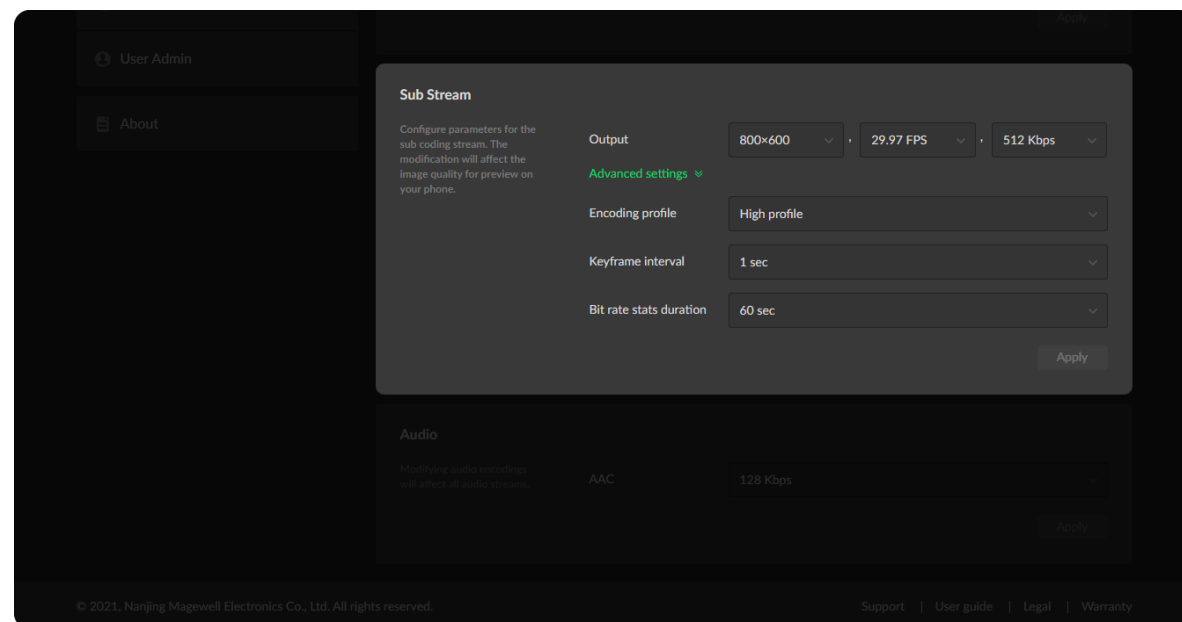 Apply
User Admin
About
Sub Stream
Configure parameters for the
sub coding stream. The
modification will affect the
image quality for preview on
your phone.
Output
800×600 , 29.97 FPS , 512 Kbps
Advanced settings
Encoding profile
High profile
Keyframe interval
1 sec
Bit rate stats duration
60 sec
Apply
Audio
Modifying audio encodings
will affect all audio streams.
AAC
128 Kbps
Apply
© 2021, Nanjing Magewell Electronics Co., Ltd. All rights reserved.
Support | User guide | Legal | Warranty